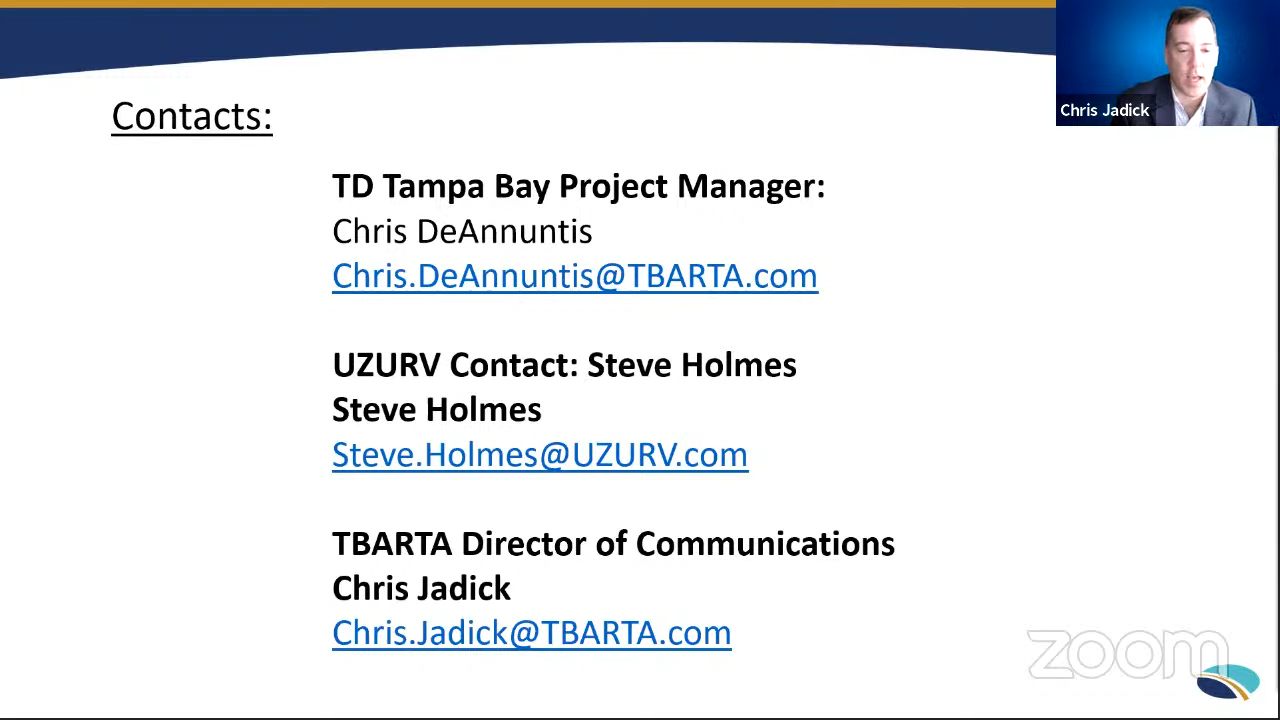 Contacts:
Chris Jadick
TD Tampa Bay Project Manager:
Chris DeAnnuntis
Chris.DeAnnuntis@TBARTA.com
UZURV Contact: Steve Holmes
Steve Holmes
Steve.Holmes@UZURV.com
TBARTA Director of Communications
Chris Jadick
Chris.Jadick@TBARTA.com
zoom